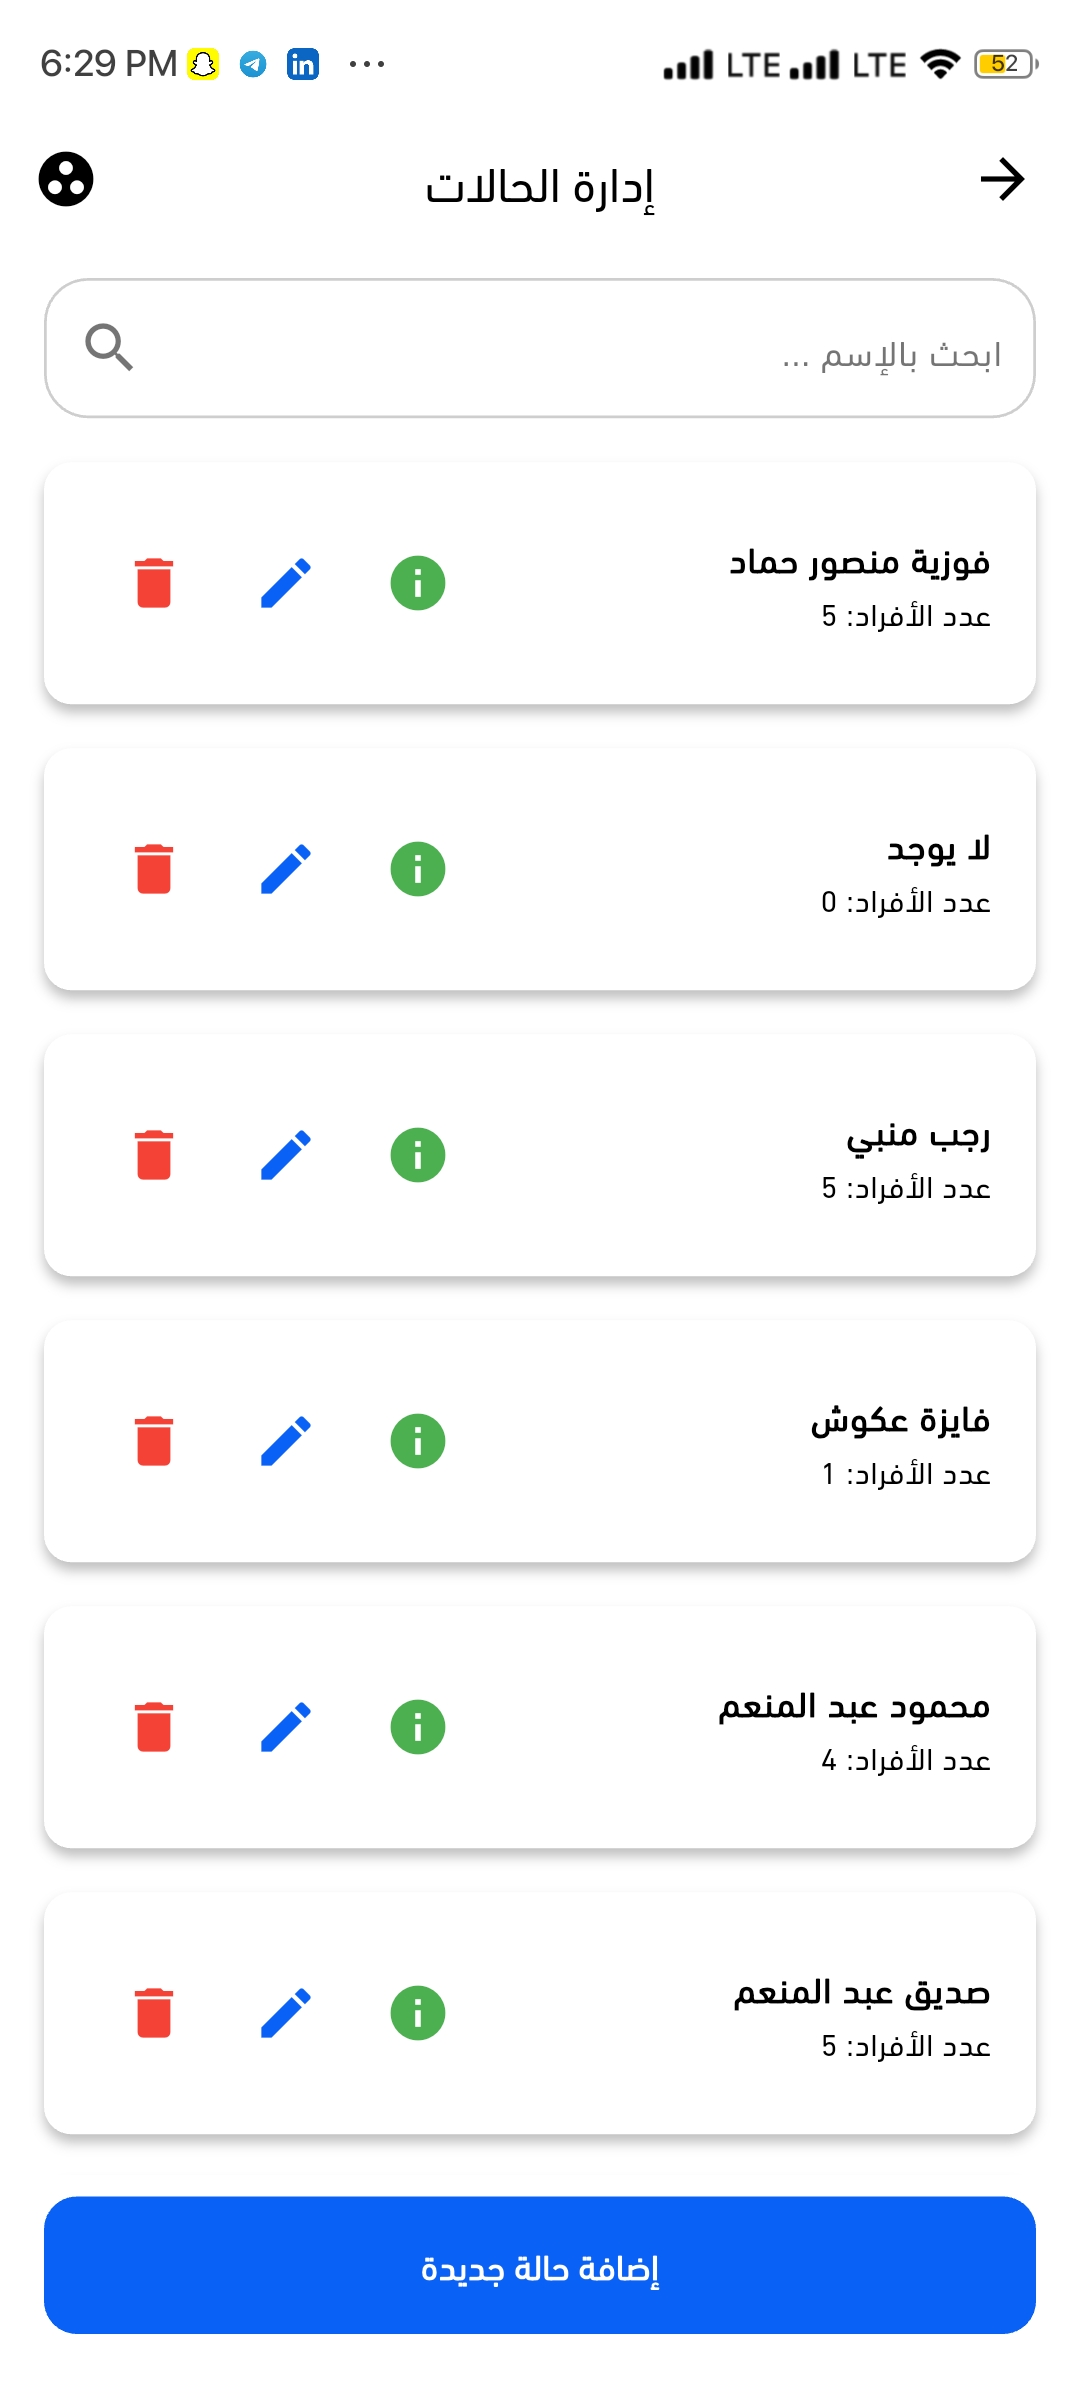 6:29 PM in ... LTE LTE 52
إدارة الحالات
ابحث بالإسم ...
فوزية منصور حماد
عدد الأفراد: 5
لا يوجد
عدد الأفراد: 0
رجب منبي
عدد الأفراد: 5
فايزة عكوش
عدد الأفراد: 1
محمود عبد المنعم
عدد الأفراد: 4
صديق عبد المنعم
عدد الأفراد: 5
إضافة حالة جديدة